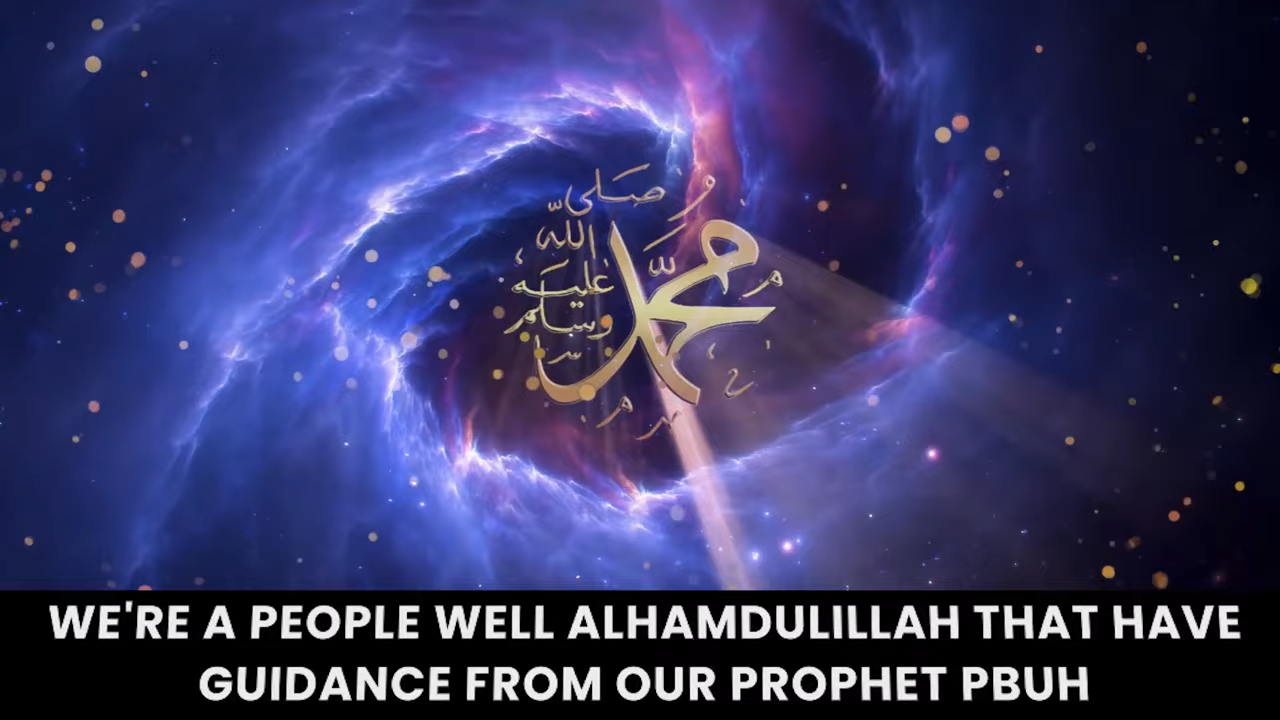 صلى
الله
عليه
وسلم
محمد
WE'RE A PEOPLE WELL ALHAMDULILLAH THAT HAVE
GUIDANCE FROM OUR PROPHET PBUH